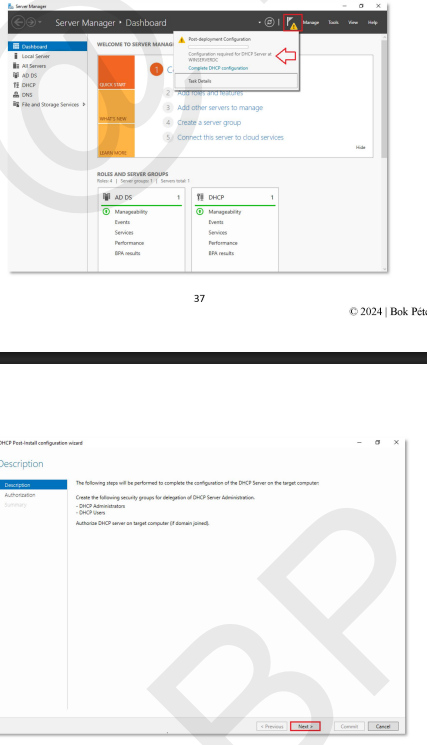 Server Manager
Server Manager • Dashboard
Manage Tools View Help
Dashboard
Local Server
All Servers
AD DS
DHCP
DNS
File and Storage Services
WELCOME TO SERVER MANAG
Post-deployment Configuration
Configuration required for DHCP Server at
Complete DHCP configuration
Task Details
QUICK START
WHAT'S NEW
LEARN MORE
1 C
2 Add roles and features
3 Add other servers to manage
4 Create a server group
5 Connect this server to cloud services
Hide
ROLES AND SERVER GROUPS
Roles: 4 | Server groups: 1 | Servers total: 1
AD DS 1
Manageability
Events
Services
Performance
BPA results
DHCP 1
Manageability
Events
Services
Performance
BPA results
37
© 2024 | Bok Péte
DHCP Post-Install configuration wizard
Description
Description
Authorization
Summary
The following steps will be performed to complete the configuration of the DHCP Server on the target computer:
Create the following security groups for delegation of DHCP Server Administration.
- DHCP Administrators
- DHCP Users
Authorize DHCP server on target computer (if domain joined).
< Previous Next > Commit Cancel
BP